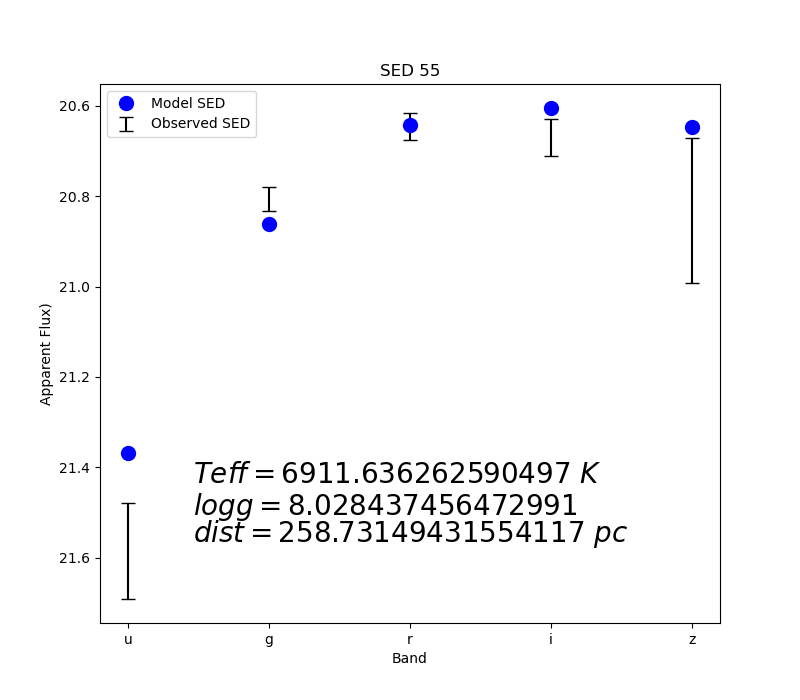 SED 55
Model SED
Observed SED
20.6
20.8
21.0
21.2
21.4
21.6
Apparent Flux)
Teff = 6911.636262590497 K
logg = 8.028437456472991
dist = 258.73149431554117 pc
u g r i z
Band